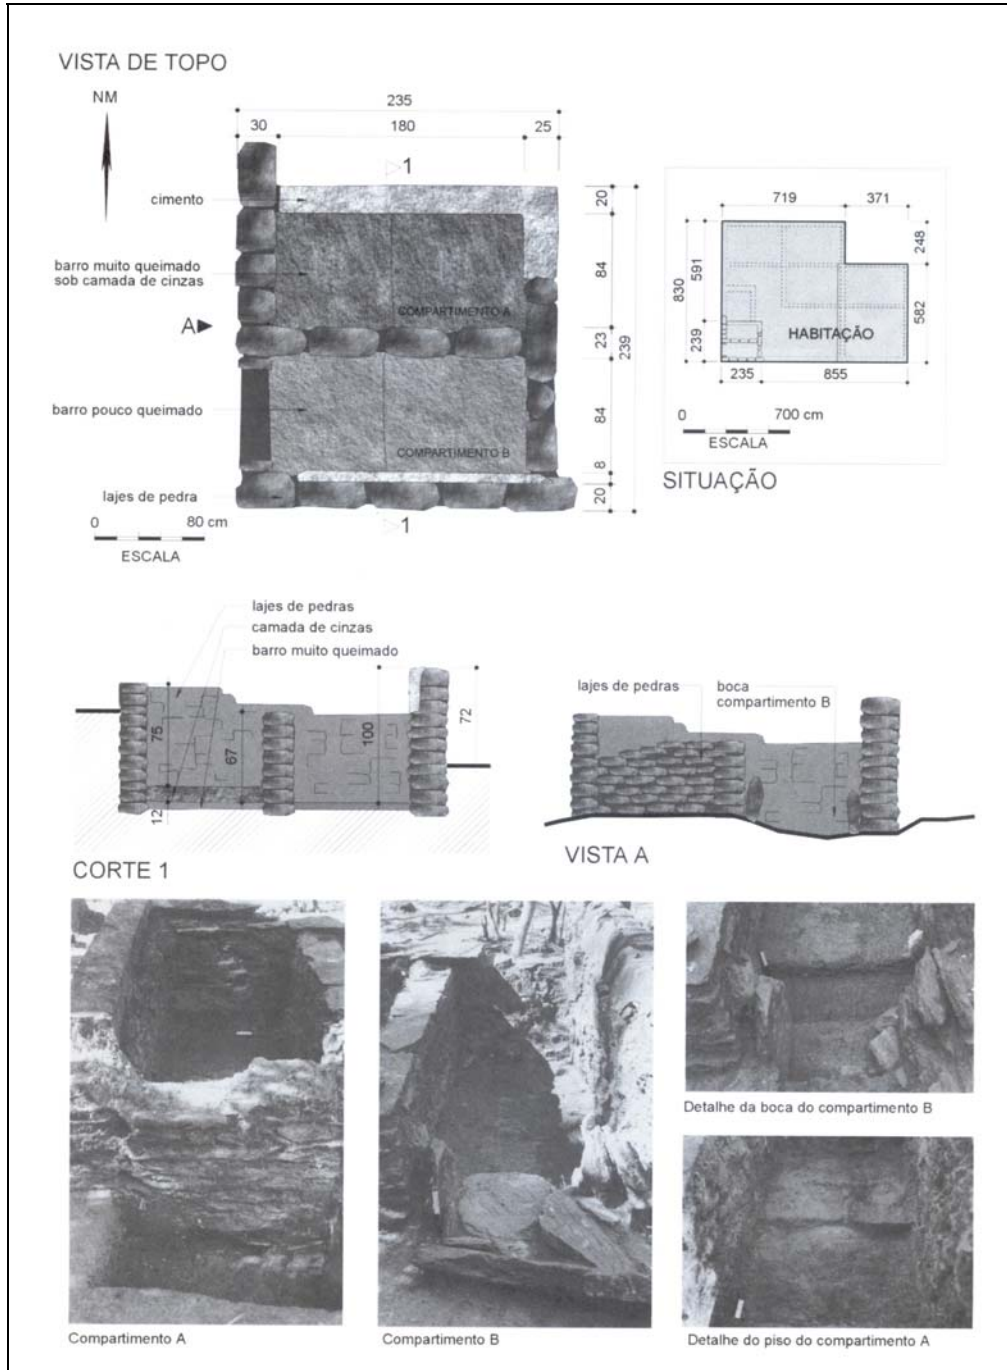 VISTA DE TOPO
NM
235
30
180
25
1
cimento
barro muito queimado
sob camada de cinzas
COMPARTIMENTO A
A
barro pouco queimado
COMPARTIMENTO B
lajes de pedra
0 80 cm
ESCALA
1
20
84
23
239
84
8
20
719
371
248
591
830
582
239
HABITAÇÃO
235
855
0 700 cm
ESCALA
SITUAÇÃO
lajes de pedras
camada de cinzas
barro muito queimado
75
67
100
72
12
CORTE 1
lajes de pedras
boca
compartimento B
VISTA A
Compartimento A
Compartimento B
Detalhe da boca do compartimento B
Detalhe do piso do compartimento A